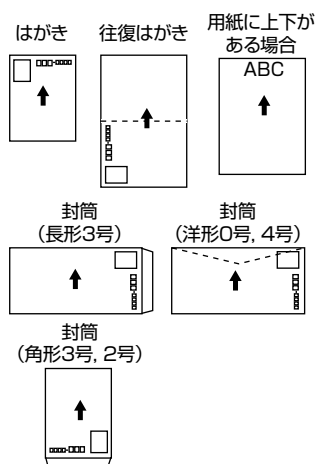 はがき
往復はがき
用紙に上下が
ある場合
ABC
封筒
（長形3号）
封筒
（洋形0号, 4号）
封筒
（角形3号, 2号）